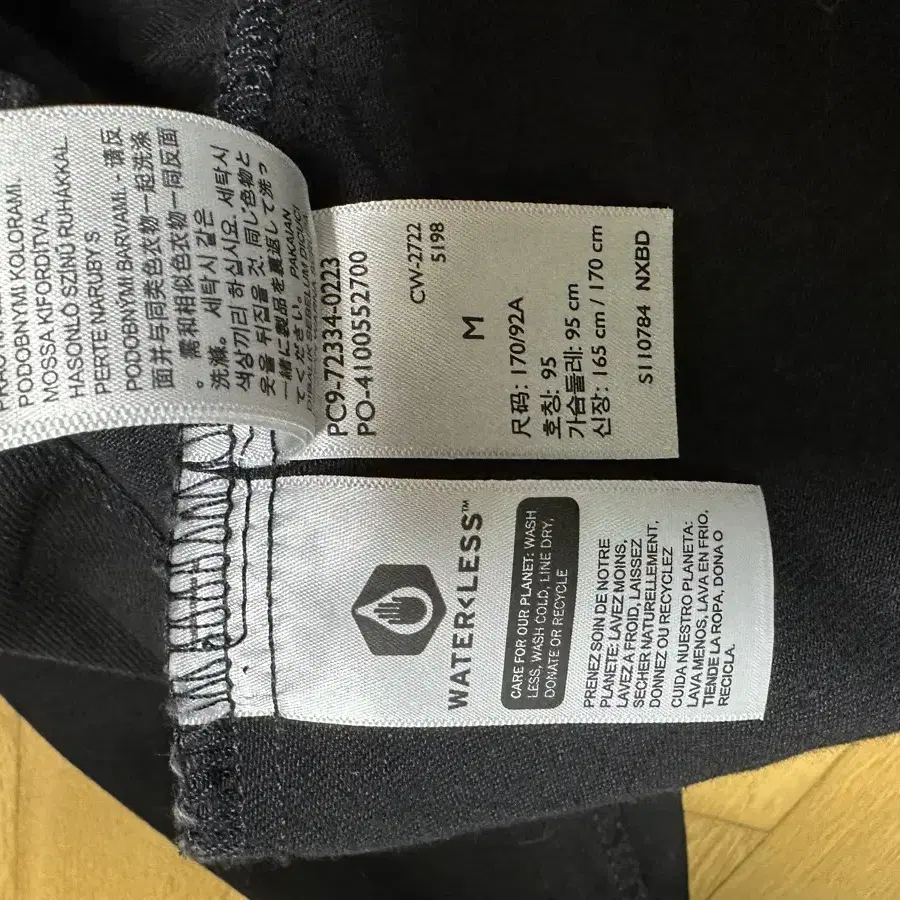 PODOBNYMI KOLORAMI.
MOSSA KIFORDÍTVA,
HASONLÓ SZINŰ RUHÁKKAL.
PERTE NARUBY S
PODOBNÝMI BARVAMI. - 请反
面并与同类色衣物一起洗涤
需和相似色衣物一同反面
洗滌。 세탁시 같은
색상끼리 하십시요. 세탁시
옷을 뒤집을 것. 同じ色物と
一緒に製品を裏返して洗っ
てください。 PAKAIAN
PC9-72334-0223
PO-4100552700
CW-2722
5198
M
尺码: 170/92A
호칭: 95
가슴둘레: 95 cm
신장: 165 cm / 170 cm
S110784 NXBD
WATER<LESS™
CARE FOR OUR PLANET: WASH
LESS, WASH COLD, LINE DRY,
DONATE OR RECYCLE
PRENEZ SOIN DE NOTRE
PLANÈTE: LAVEZ MOINS,
LAVEZ À FROID, LAISSEZ
SÉCHER NATURELLEMENT,
DONNEZ OU RECYCLEZ
CUIDA NUESTRO PLANETA:
LAVA MENOS, LAVA EN FRÍO,
TIENDE LA ROPA, DONA O
RECICLA.